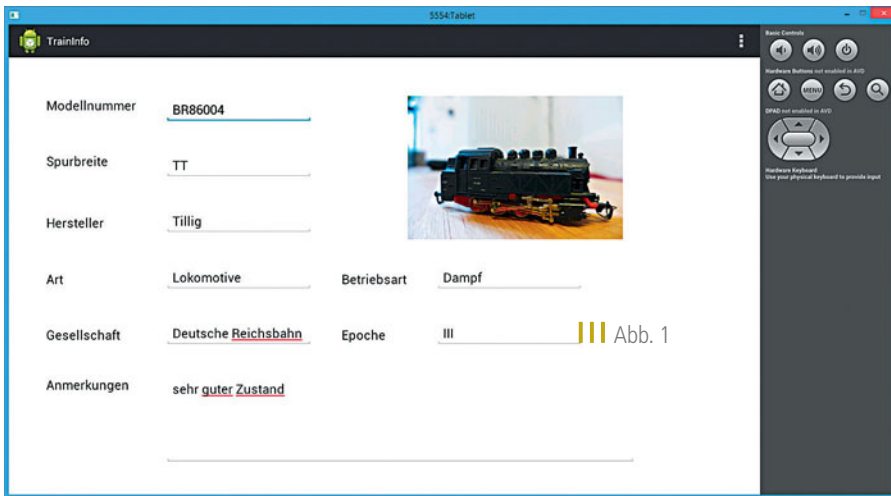 5554:Tablet
TrainInfo
Modellnummer BR86004
Spurbreite TT
Hersteller Tillig
Art Lokomotive Betriebsart Dampf
Gesellschaft Deutsche Reichsbahn Epoche III
Abb. 1
Anmerkungen sehr guter Zustand
Basic Controls
Hardware Buttons not enabled in AVD
MENU
DPAD not enabled in AVD
Hardware Keyboard
Use your physical keyboard to provide input